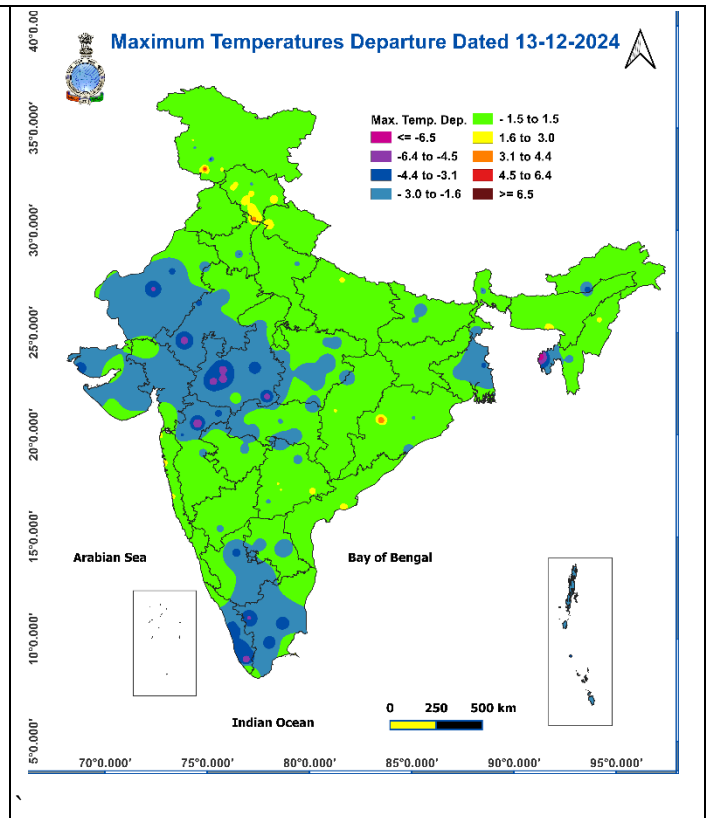 Maximum Temperatures Departure Dated 13-12-2024
Max. Temp. Dep.
<= -6.5
-6.4 to -4.5
-4.4 to -3.1
- 3.0 to -1.6
- 1.5 to 1.5
1.6 to 3.0
3.1 to 4.4
4.5 to 6.4
>= 6.5
40°0.000'
35°0.000'
30°0.000'
25°0.000'
20°0.000'
15°0.000'
10°0.000'
5°0.000'
Arabian Sea
Bay of Bengal
Indian Ocean
0 250 500 km
70°0.000' 75°0.000' 80°0.000' 85°0.000' 90°0.000' 95°0.000'
`